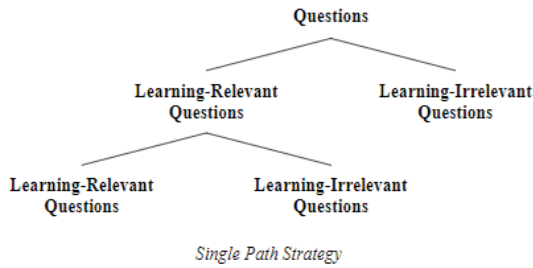 Questions
Learning-Relevant
Questions
Learning-Irrelevant
Questions
Learning-Relevant
Questions
Learning-Irrelevant
Questions
Single Path Strategy